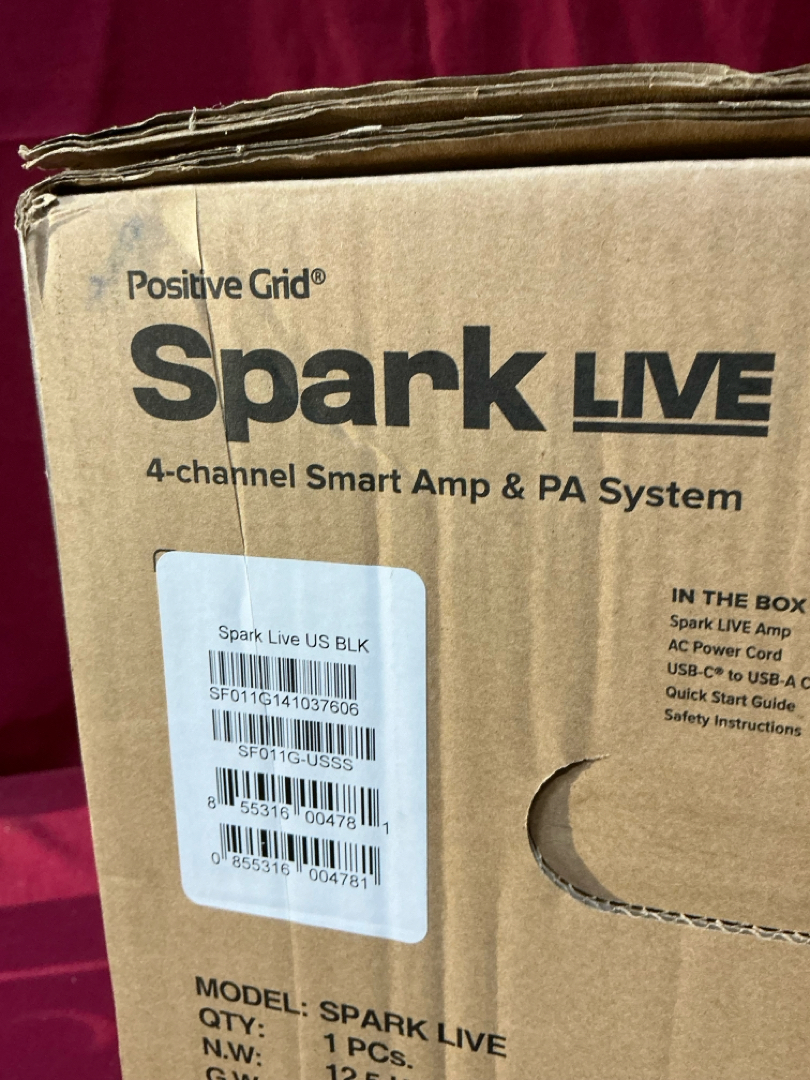 Positive Grid®
Spark LIVE
4-channel Smart Amp & PA System
Spark Live US BLK
SF011G141037606
SF011G-USSS
8 55316 00478 1
0 855316 004781
IN THE BOX
Spark LIVE Amp
AC Power Cord
USB-C® to USB-A
Quick Start Guide
Safety Instructions
MODEL: SPARK LIVE
QTY: 1 PCs.
N.W:
G.W: